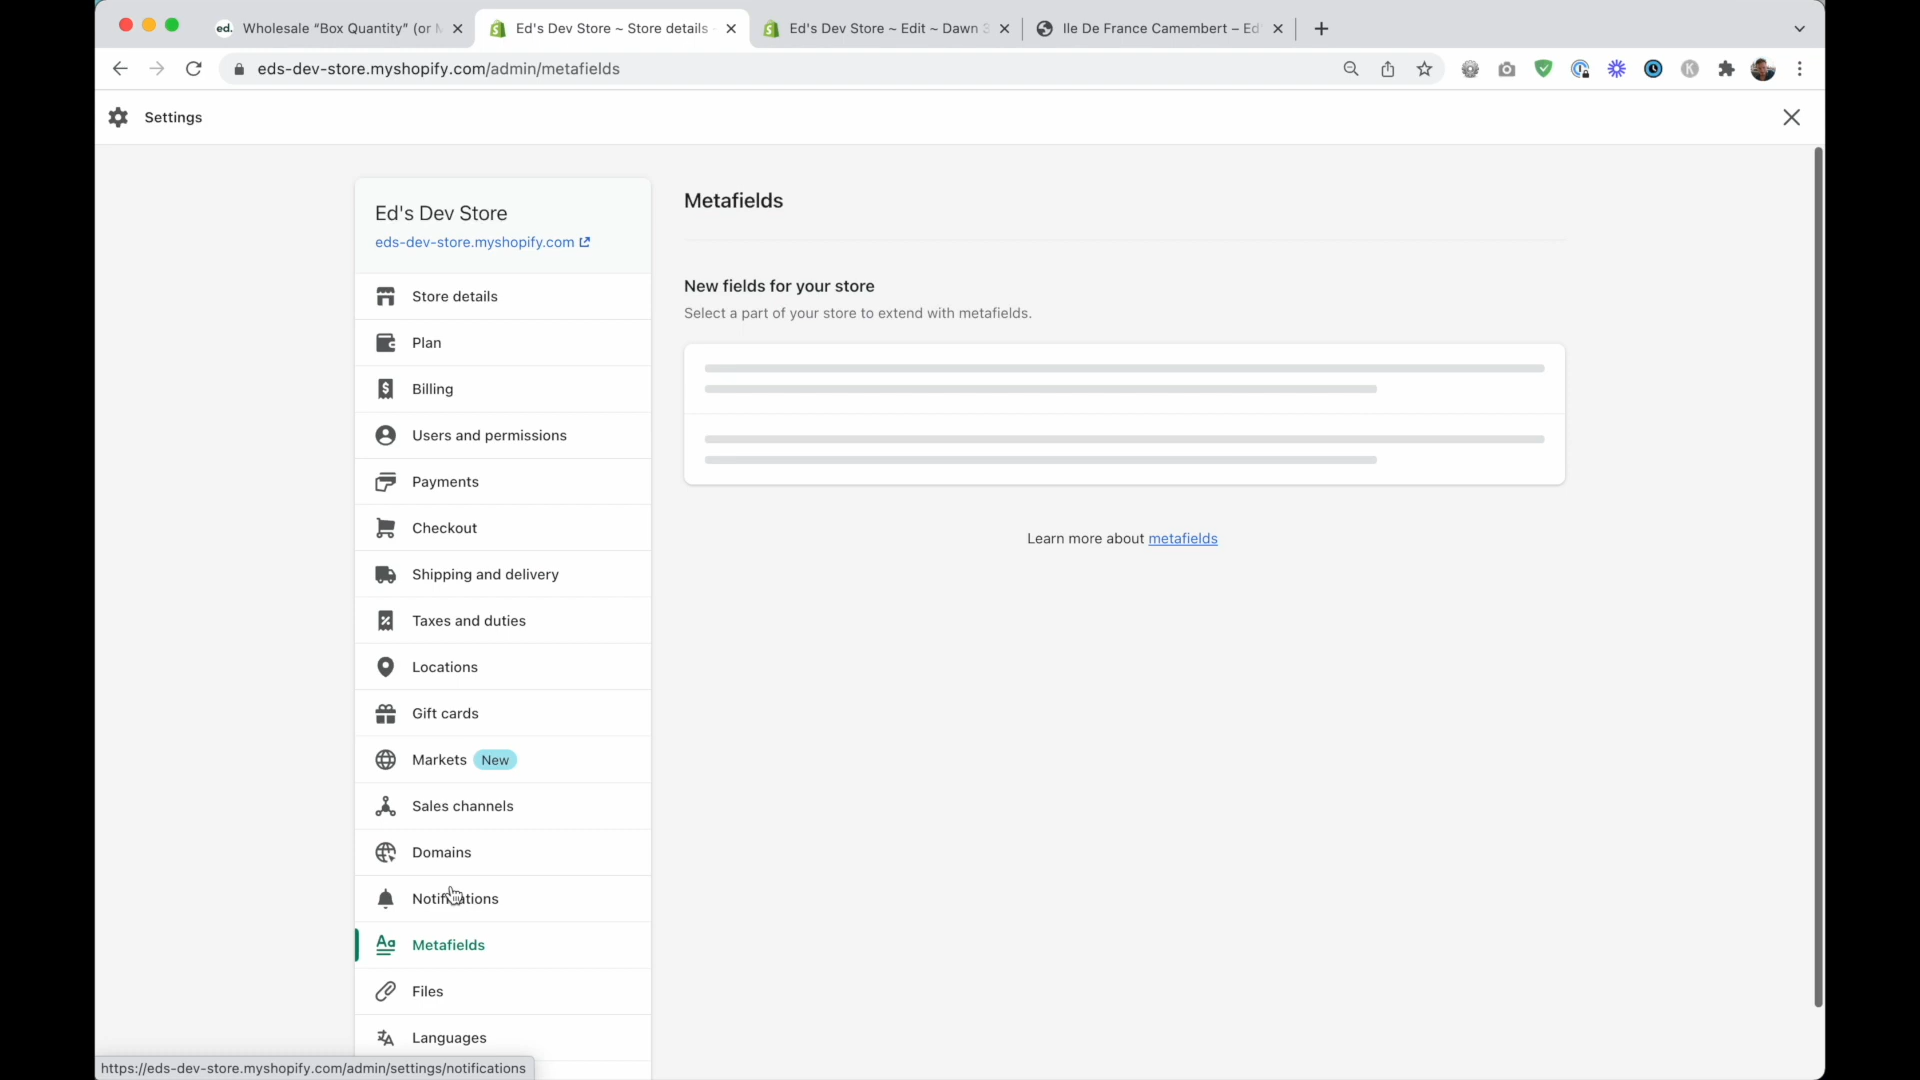 ed. Wholesale “Box Quantity” (or M
Ed's Dev Store ~ Store details
Ed's Dev Store ~ Edit ~ Dawn 3
Ile De France Camembert – Ed
eds-dev-store.myshopify.com/admin/metafields
K
Settings
Ed's Dev Store
eds-dev-store.myshopify.com
Store details
Plan
Billing
Users and permissions
Payments
Checkout
Shipping and delivery
Taxes and duties
Locations
Gift cards
Markets New
Sales channels
Domains
Notifications
Aa Metafields
Files
Languages
Metafields
New fields for your store
Select a part of your store to extend with metafields.
Learn more about metafields
https://eds-dev-store.myshopify.com/admin/settings/notifications